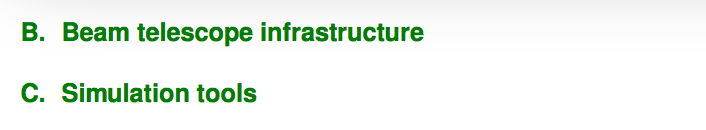 B. Beam telescope infrastructure
C. Simulation tools